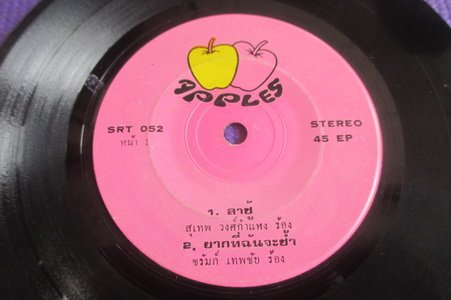 APPLES
SRT 052
หน้า 1
STEREO
45 EP
1. ลาชู้
สุเทพ วงศ์กำแหง ร้อง
2. ยากที่ฉันจะย้ำ
ชรัมภ์ เทพชัย ร้อง